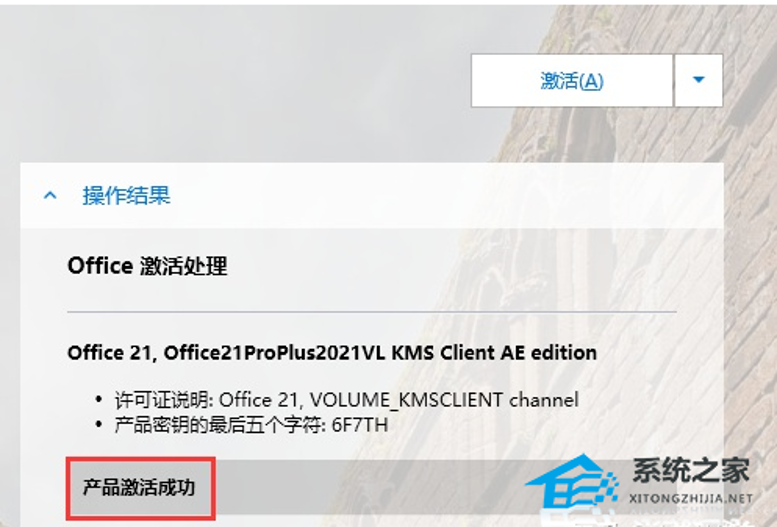 激活(A)
操作结果
Office 激活处理
Office 21, Office21ProPlus2021VL KMS Client AE edition
• 许可证说明: Office 21, VOLUME_KMSCLIENT channel
• 产品密钥的最后五个字符: 6F7TH
产品激活成功
系统之家
XITONGZHIJIA.NET